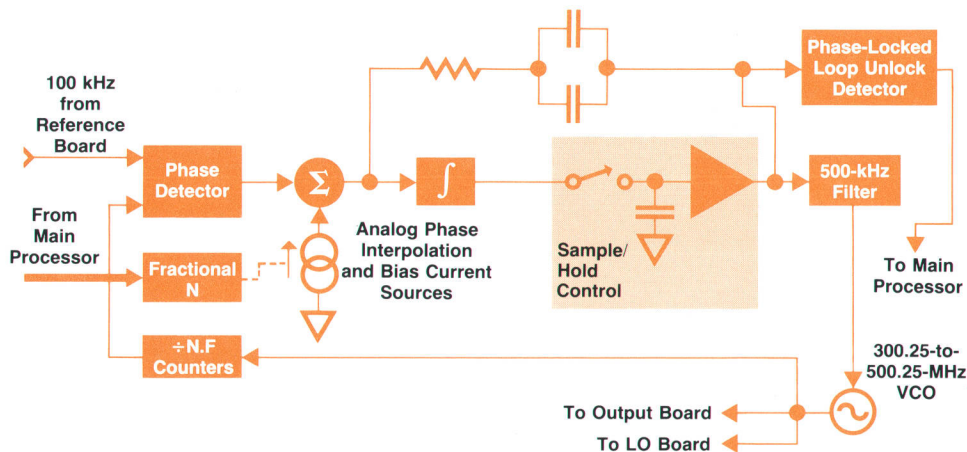 100 kHz
from
Reference
Board
From
Main
Processor
Phase
Detector
Fractional
N
÷N.F
Counters
Σ
∫
Analog Phase
Interpolation
and Bias Current
Sources
Sample/
Hold
Control
Phase-Locked
Loop Unlock
Detector
500-kHz
Filter
To Main
Processor
300.25-to-
500.25-MHz
VCO
To Output Board
To LO Board